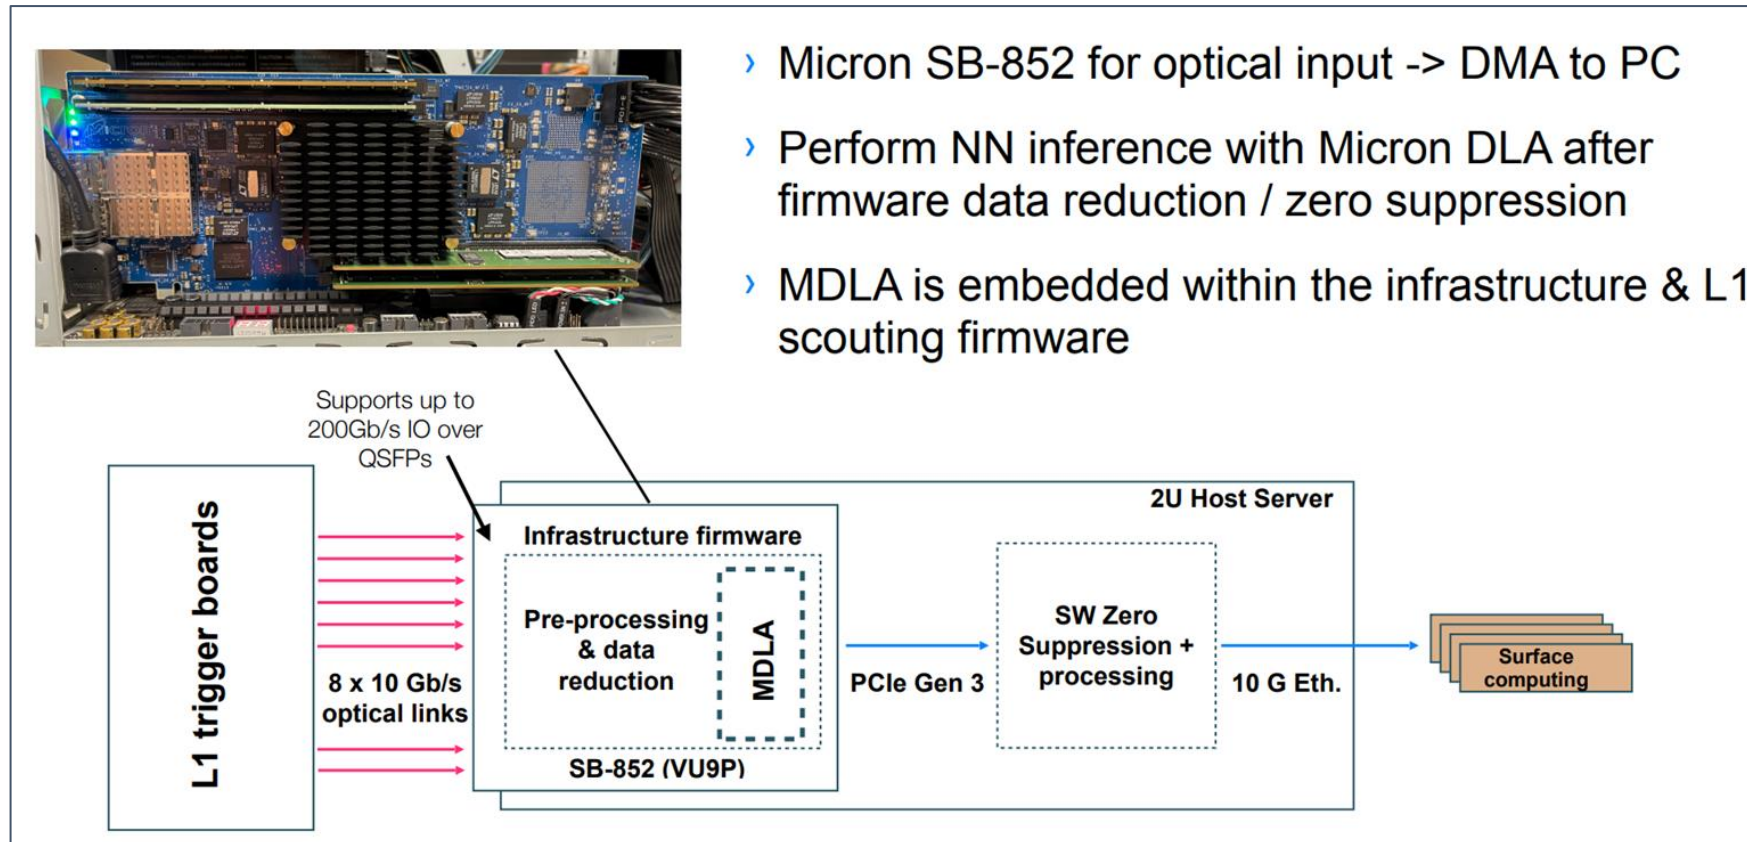 › Micron SB-852 for optical input -> DMA to PC
› Perform NN inference with Micron DLA after
firmware data reduction / zero suppression
› MDLA is embedded within the infrastructure & L1
scouting firmware
Supports up to
200Gb/s IO over
QSFPs
L1 trigger boards
8 x 10 Gb/s
optical links
Infrastructure firmware
Pre-processing
& data
reduction
MDLA
SB-852 (VU9P)
2U Host Server
PCIe Gen 3
SW Zero
Suppression +
processing
10 G Eth.
Surface
computing